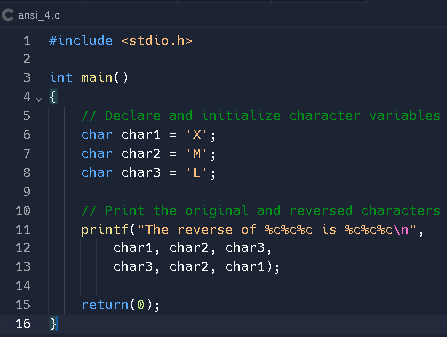 ansi_4.c
1 #include <stdio.h>
2
3 int main()
4 {
5 // Declare and initialize character variables
6 char char1 = 'X';
7 char char2 = 'M';
8 char char3 = 'L';
9
10 // Print the original and reversed characters
11 printf("The reverse of %c%c%c is %c%c%c\n",
12 char1, char2, char3,
13 char3, char2, char1);
14
15 return(0);
16 }